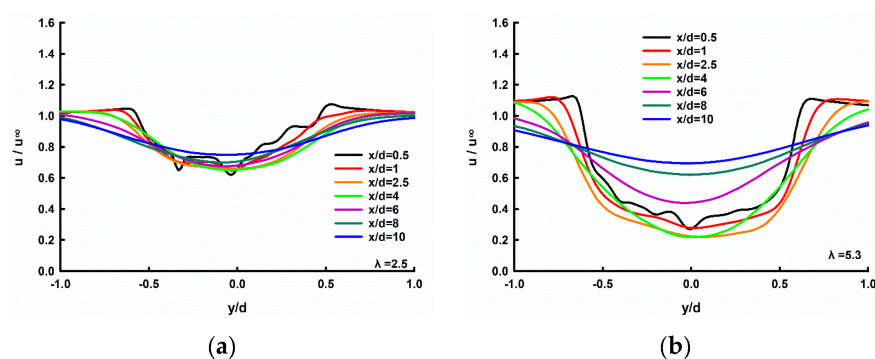 1.6
1.4
1.2
1.0
0.8
0.6
0.4
0.2
0.0
u / u∞
-1.0
-0.5
0.0
0.5
1.0
y/d
x/d=0.5
x/d=1
x/d=2.5
x/d=4
x/d=6
x/d=8
x/d=10
λ =2.5
(a)
1.6
1.4
1.2
1.0
0.8
0.6
0.4
0.2
0.0
u / u∞
-1.0
-0.5
0.0
0.5
1.0
y/d
x/d=0.5
x/d=1
x/d=2.5
x/d=4
x/d=6
x/d=8
x/d=10
λ =5.3
(b)